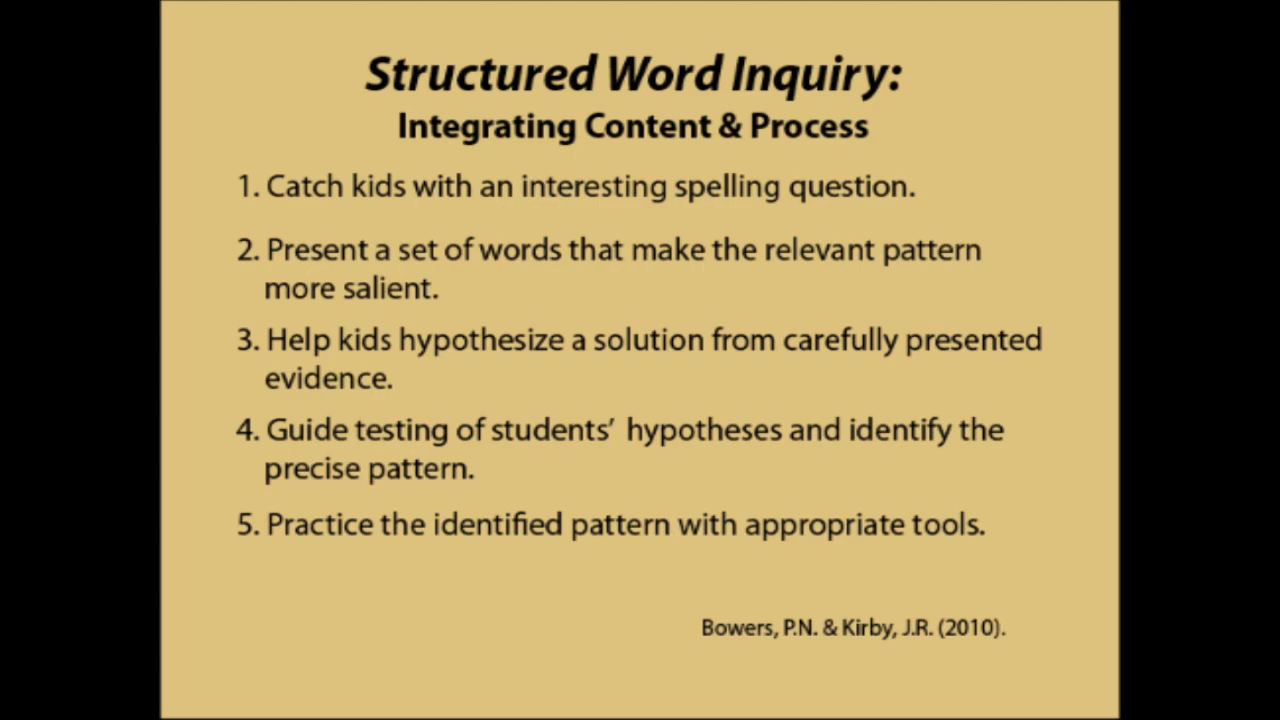 Structured Word Inquiry:
Integrating Content & Process
1. Catch kids with an interesting spelling question.
2. Present a set of words that make the relevant pattern
more salient.
3. Help kids hypothesize a solution from carefully presented
evidence.
4. Guide testing of students’ hypotheses and identify the
precise pattern.
5. Practice the identified pattern with appropriate tools.
Bowers, P.N. & Kirby, J.R. (2010).